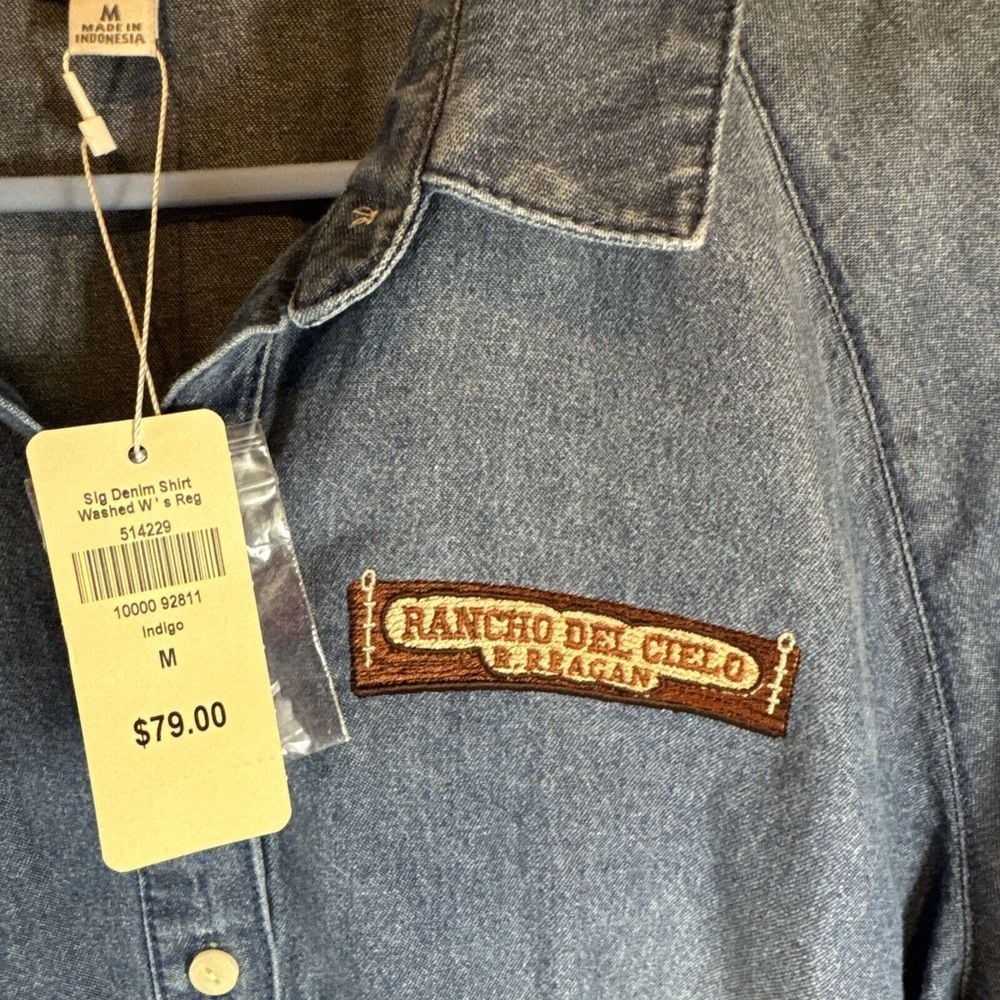 M
MADE IN
INDONESIA
Sig Denim Shirt
Washed W's Reg
514229
10000 92811
Indigo
M
$79.00
RANCHO DEL CIELO
R. REAGAN